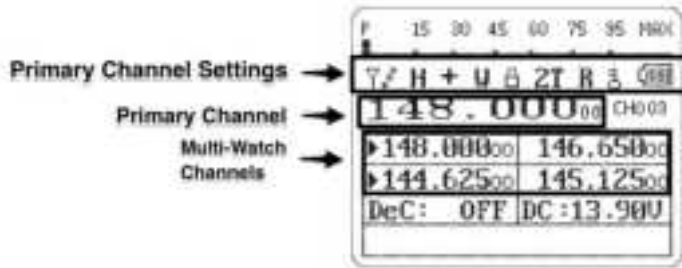 P 15 30 45 60 75 95 MAX
Primary Channel Settings H + W 2T R
Primary Channel 148.00000 CH003
Multi-Watch Channels
▶148.00000 146.65000
▶144.62500 145.12500
DeC: OFF DC:13.90V